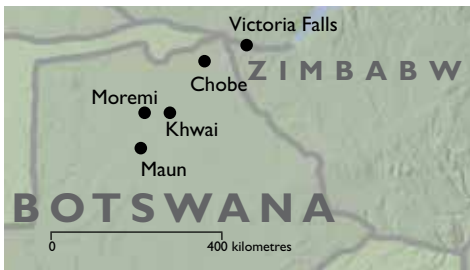 Victoria Falls
ZIMBABW
Chobe
Moremi
Khwai
Maun
BOTSWANA
0 400 kilometres